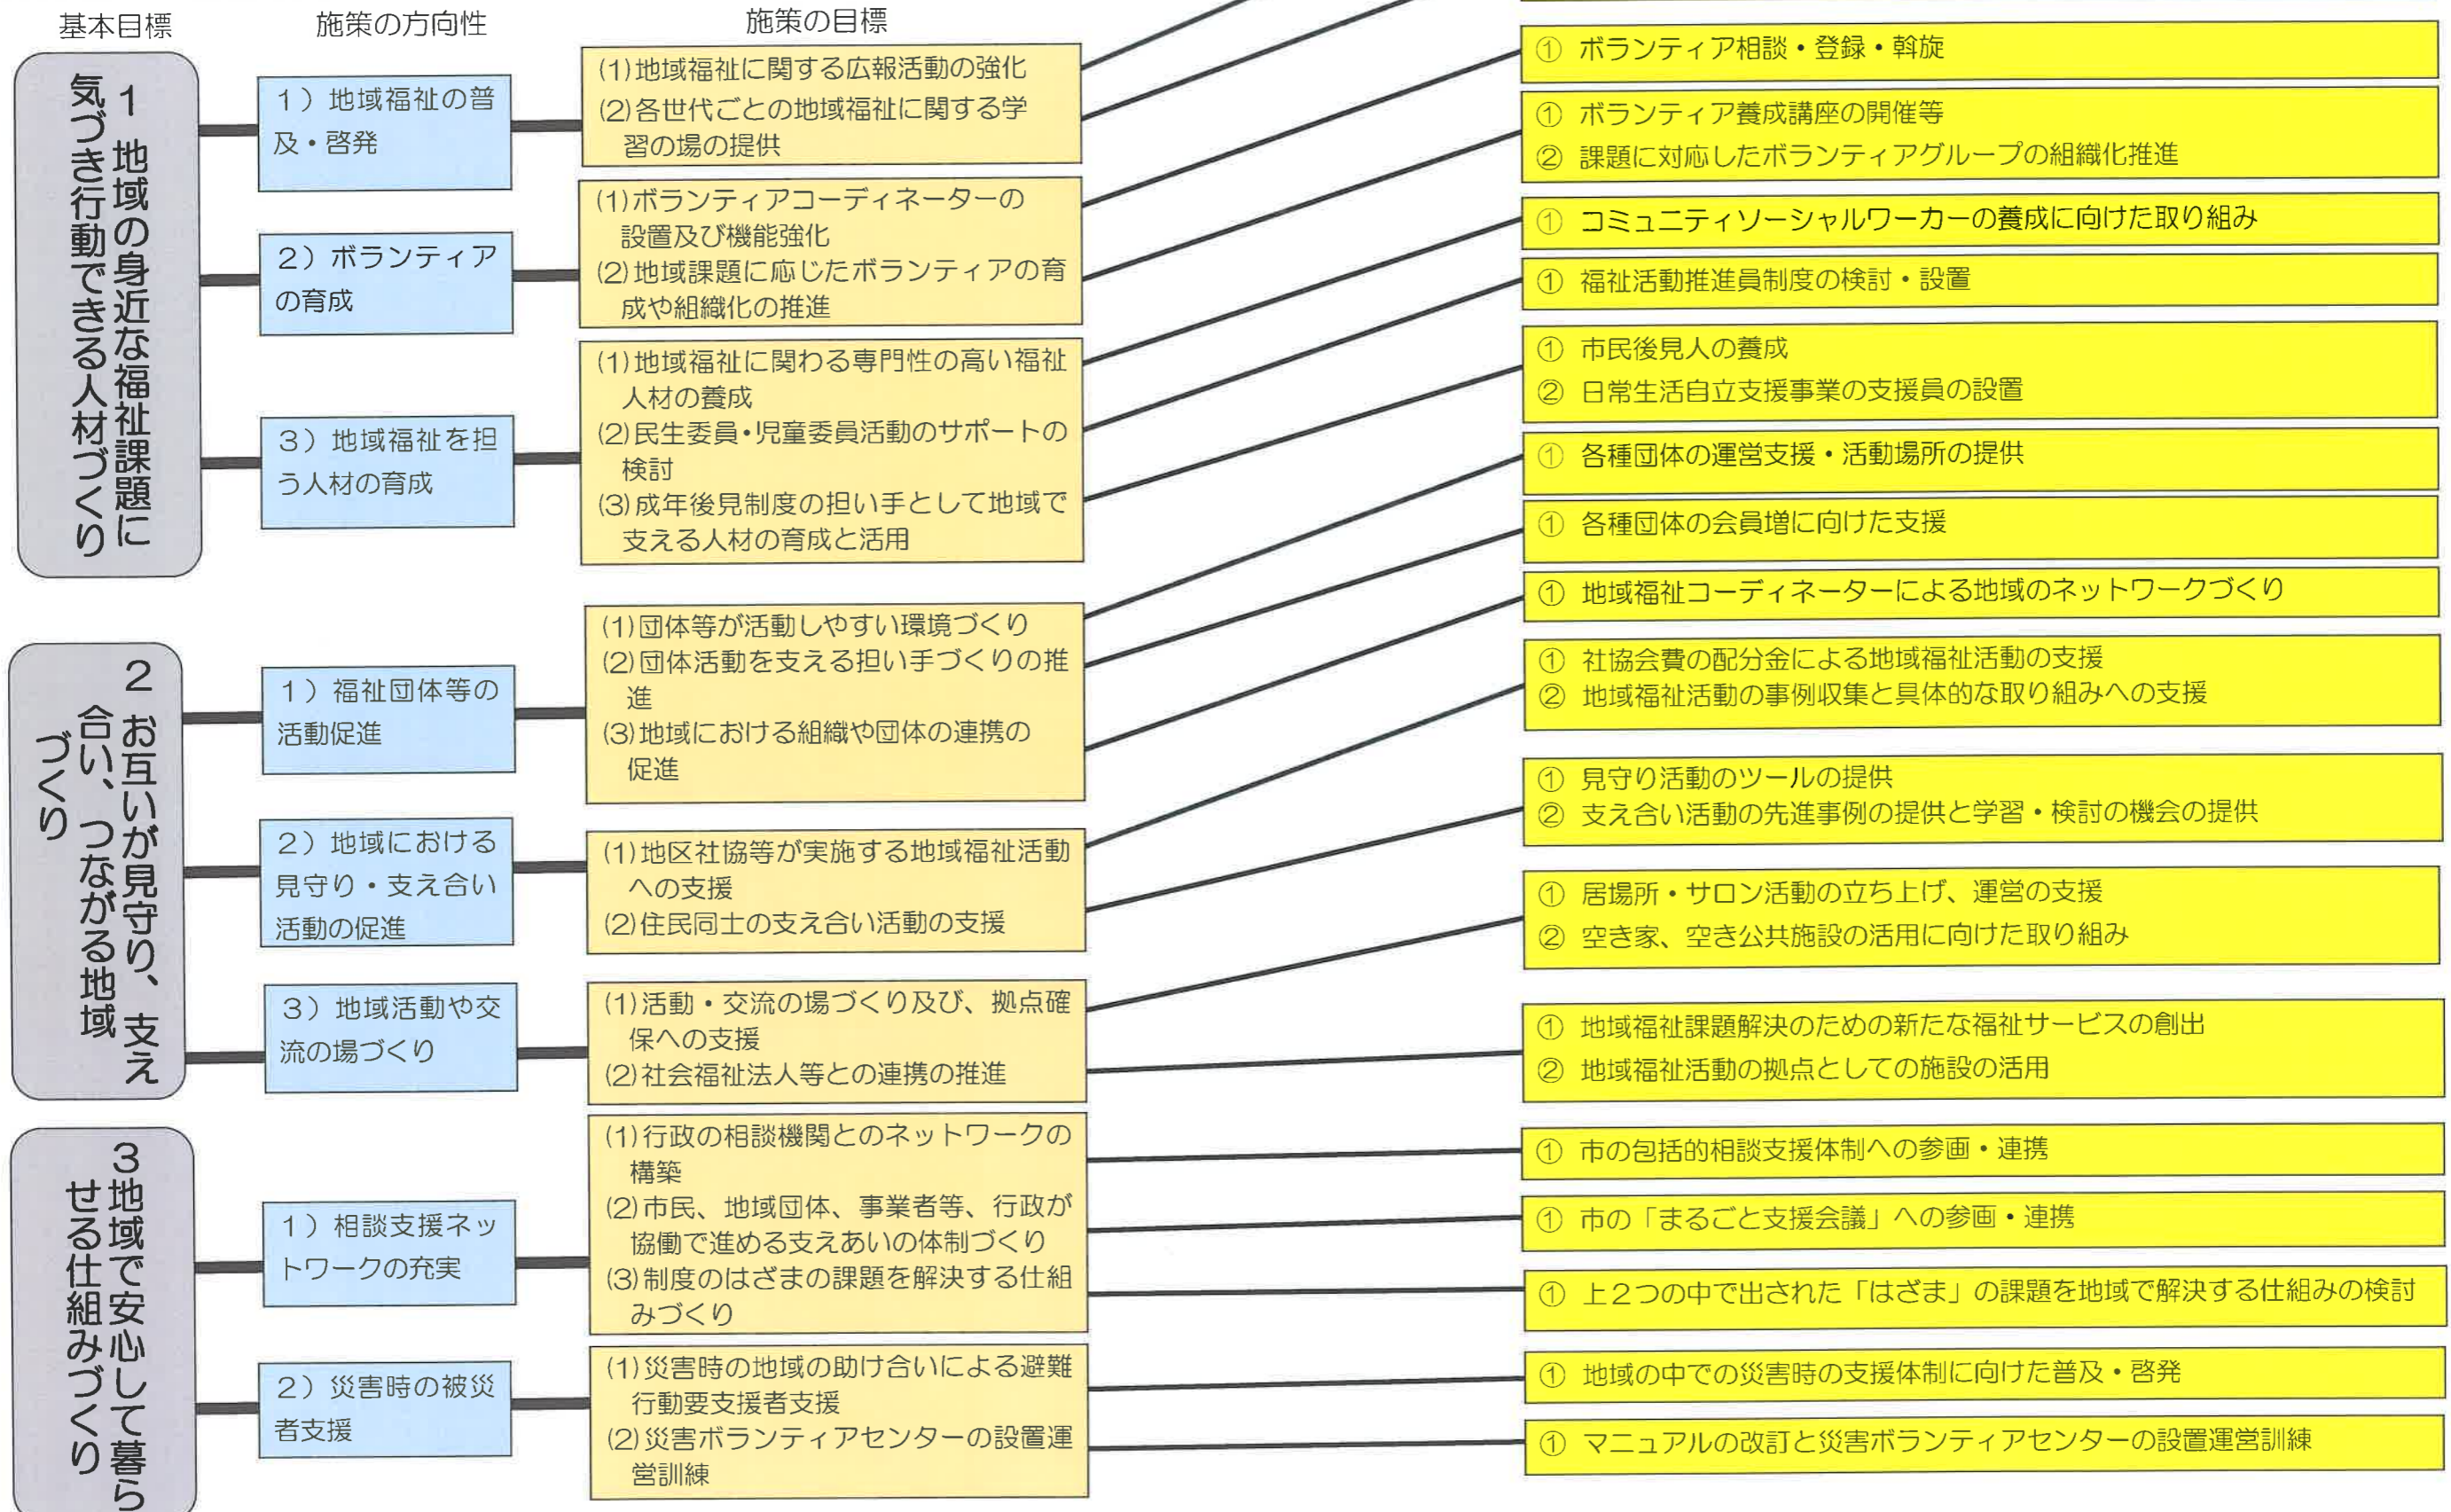 基本目標
施策の方向性
施策の目標
1 地域の身近な福祉課題に
気づき行動できる人材づくり
1）地域福祉の普
及・啓発
(1)地域福祉に関する広報活動の強化
(2)各世代ごとの地域福祉に関する学
習の場の提供
2）ボランティア
の育成
(1)ボランティアコーディネーターの
設置及び機能強化
(2)地域課題に応じたボランティアの育
成や組織化の推進
① ボランティア相談・登録・斡旋
① ボランティア養成講座の開催等
② 課題に対応したボランティアグループの組織化推進
3）地域福祉を担
う人材の育成
(1)地域福祉に関わる専門性の高い福祉
人材の養成
(2)民生委員・児童委員活動のサポートの
検討
(3)成年後見制度の担い手として地域で
支える人材の育成と活用
① コミュニティソーシャルワーカーの養成に向けた取り組み
① 福祉活動推進員制度の検討・設置
① 市民後見人の養成
② 日常生活自立支援事業の支援員の設置
2 お互いが見守り、支え
合い、つながる地域
づくり
1）福祉団体等の
活動促進
(1)団体等が活動しやすい環境づくり
(2)団体活動を支える担い手づくりの推
進
(3)地域における組織や団体の連携の
促進
① 各種団体の運営支援・活動場所の提供
① 各種団体の会員増に向けた支援
① 地域福祉コーディネーターによる地域のネットワークづくり
2）地域における
見守り・支え合い
活動の促進
(1)地区社協等が実施する地域福祉活動
への支援
(2)住民同士の支え合い活動の支援
① 社協会費の配分金による地域福祉活動の支援
② 地域福祉活動の事例収集と具体的な取り組みへの支援
① 見守り活動のツールの提供
② 支え合い活動の先進事例の提供と学習・検討の機会の提供
3）地域活動や交
流の場づくり
(1)活動・交流の場づくり及び、拠点確
保への支援
(2)社会福祉法人等との連携の推進
① 居場所・サロン活動の立ち上げ、運営の支援
② 空き家、空き公共施設の活用に向けた取り組み
① 地域福祉課題解決のための新たな福祉サービスの創出
② 地域福祉活動の拠点としての施設の活用
3地域で安心して暮ら
せる仕組みづくり
1）相談支援ネッ
トワークの充実
(1)行政の相談機関とのネットワークの
構築
(2)市民、地域団体、事業者等、行政が
協働で進める支えあいの体制づくり
(3)制度のはざまの課題を解決する仕組
みづくり
① 市の包括的相談支援体制への参画・連携
① 市の「まるごと支援会議」への参画・連携
① 上2つの中で出された「はざま」の課題を地域で解決する仕組みの検討
2）災害時の被災
者支援
(1)災害時の地域の助け合いによる避難
行動要支援者支援
(2)災害ボランティアセンターの設置運
営訓練
① 地域の中での災害時の支援体制に向けた普及・啓発
① マニュアルの改訂と災害ボランティアセンターの設置運営訓練